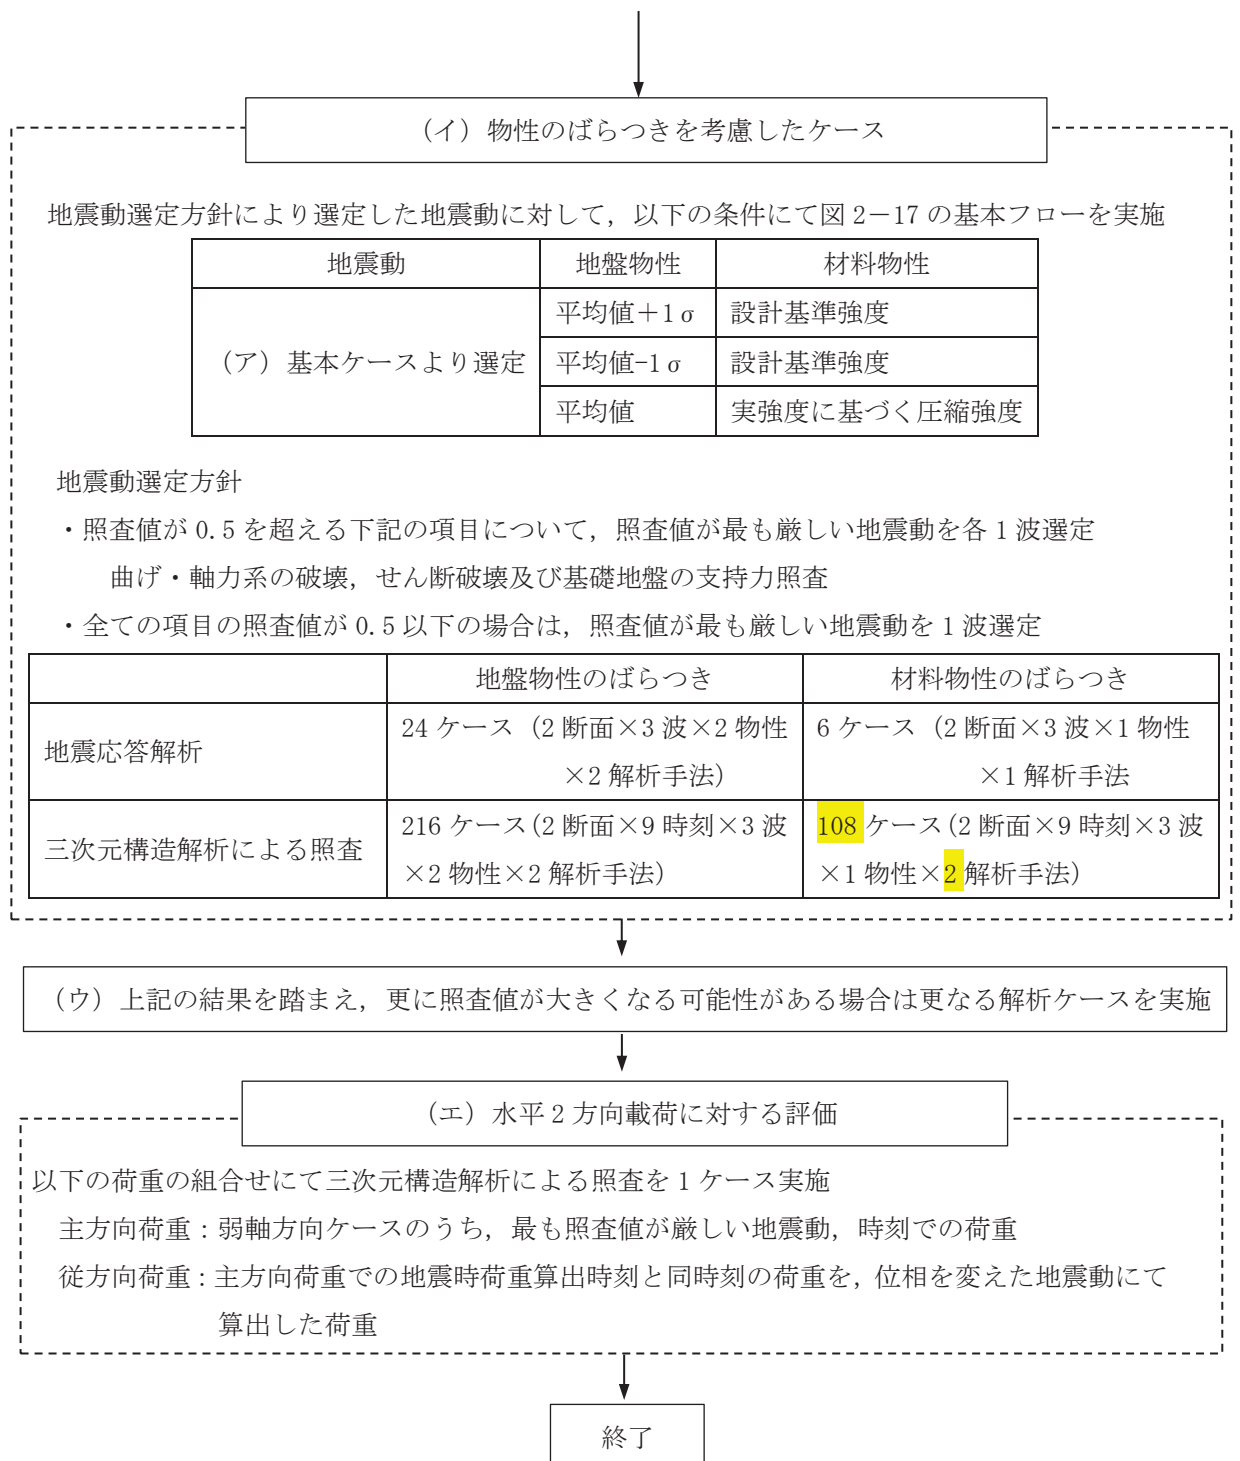 （イ）物性のばらつきを考慮したケース
地震動選定方針により選定した地震動に対して，以下の条件にて図 2－17 の基本フローを実施
地震動 地盤物性 材料物性
（ア）基本ケースより選定 平均値＋1σ 設計基準強度
平均値-1σ 設計基準強度
平均値 実強度に基づく圧縮強度
地震動選定方針
・照査値が 0.5 を超える下記の項目について，照査値が最も厳しい地震動を各 1 波選定
曲げ・軸力系の破壊，せん断破壊及び基礎地盤の支持力照査
・全ての項目の照査値が 0.5 以下の場合は，照査値が最も厳しい地震動を 1 波選定
地盤物性のばらつき 材料物性のばらつき
地震応答解析
24 ケース（2 断面×3 波×2 物性
×2 解析手法）
6 ケース（2 断面×3 波×1 物性
×1 解析手法
三次元構造解析による照査
216 ケース（2 断面×9 時刻×3 波
×2 物性×2 解析手法）
108 ケース（2 断面×9 時刻×3 波
×1 物性×2 解析手法）
（ウ）上記の結果を踏まえ，更に照査値が大きくなる可能性がある場合は更なる解析ケースを実施
（エ）水平 2 方向載荷に対する評価
以下の荷重の組合せにて三次元構造解析による照査を 1 ケース実施
主方向荷重：弱軸方向ケースのうち，最も照査値が厳しい地震動，時刻での荷重
従方向荷重：主方向荷重での地震時荷重算出時刻と同時刻の荷重を，位相を変えた地震動にて
算出した荷重
終了